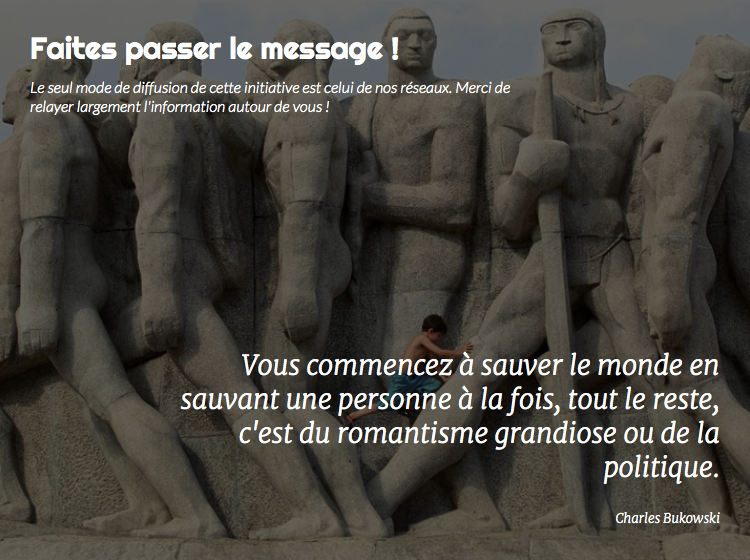 Faites passer le message !
Le seul mode de diffusion de cette initiative est celui de nos réseaux. Merci de
relayer largement l'information autour de vous !
Vous commencez à sauver le monde en
sauvant une personne à la fois, tout le reste,
c'est du romantisme grandiose ou de la
politique.
Charles Bukowski